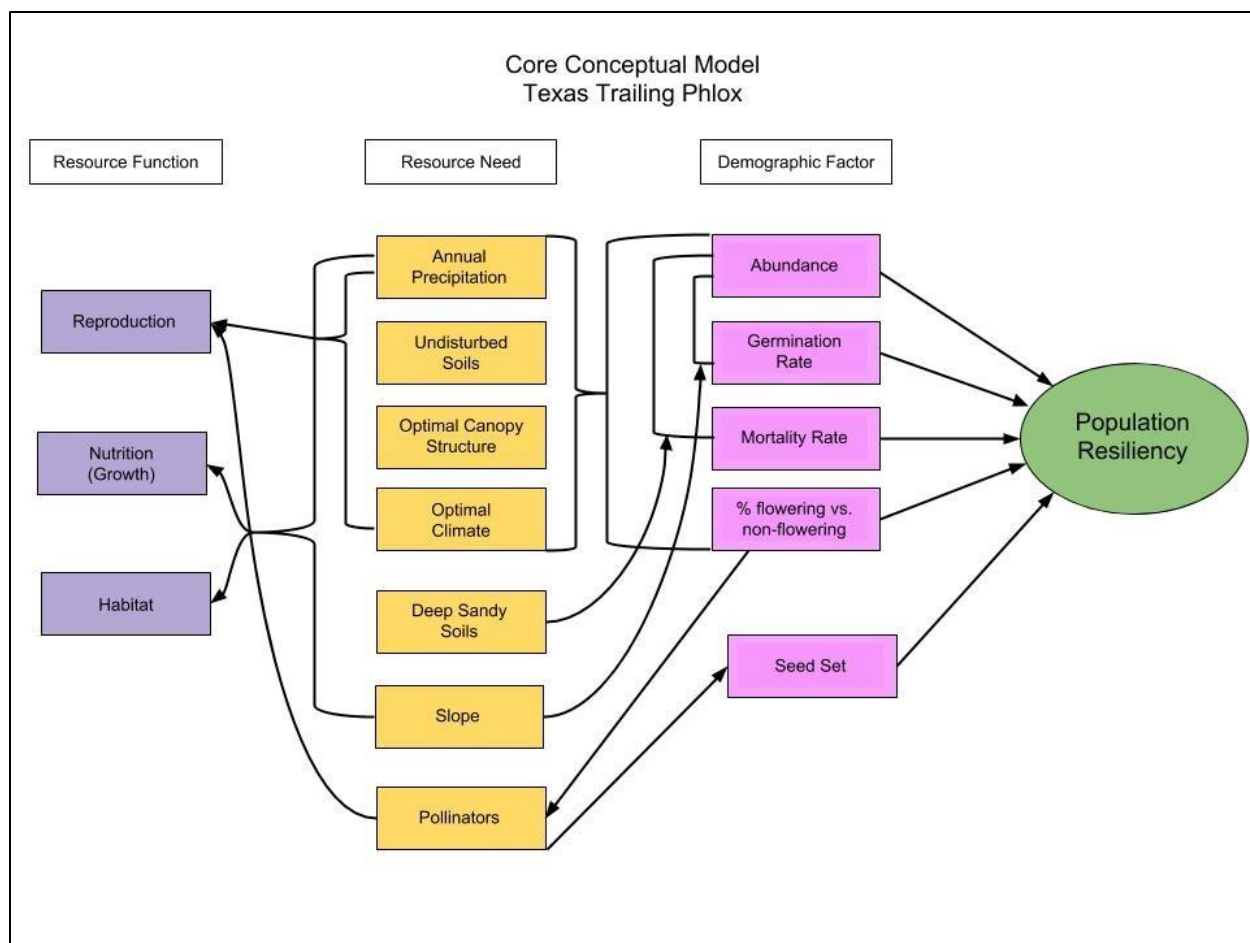 Core Conceptual Model
Texas Trailing Phlox
Resource Function
Resource Need
Demographic Factor
Reproduction
Nutrition
(Growth)
Habitat
Annual
Precipitation
Undisturbed
Soils
Optimal Canopy
Structure
Optimal
Climate
Deep Sandy
Soils
Slope
Pollinators
Abundance
Germination
Rate
Mortality Rate
% flowering vs.
non-flowering
Seed Set
Population
Resiliency